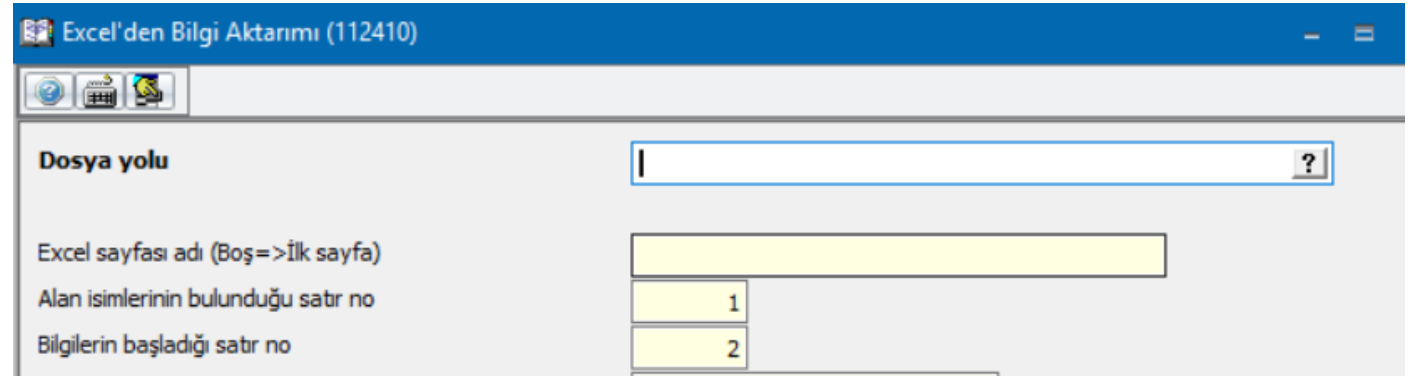 Excel'den Bilgi Aktarımı (112410)
Dosya yolu
?
Excel sayfası adı (Boş=>İlk sayfa)
Alan isimlerinin bulunduğu satır no 1
Bilgilerin başladığı satır no 2